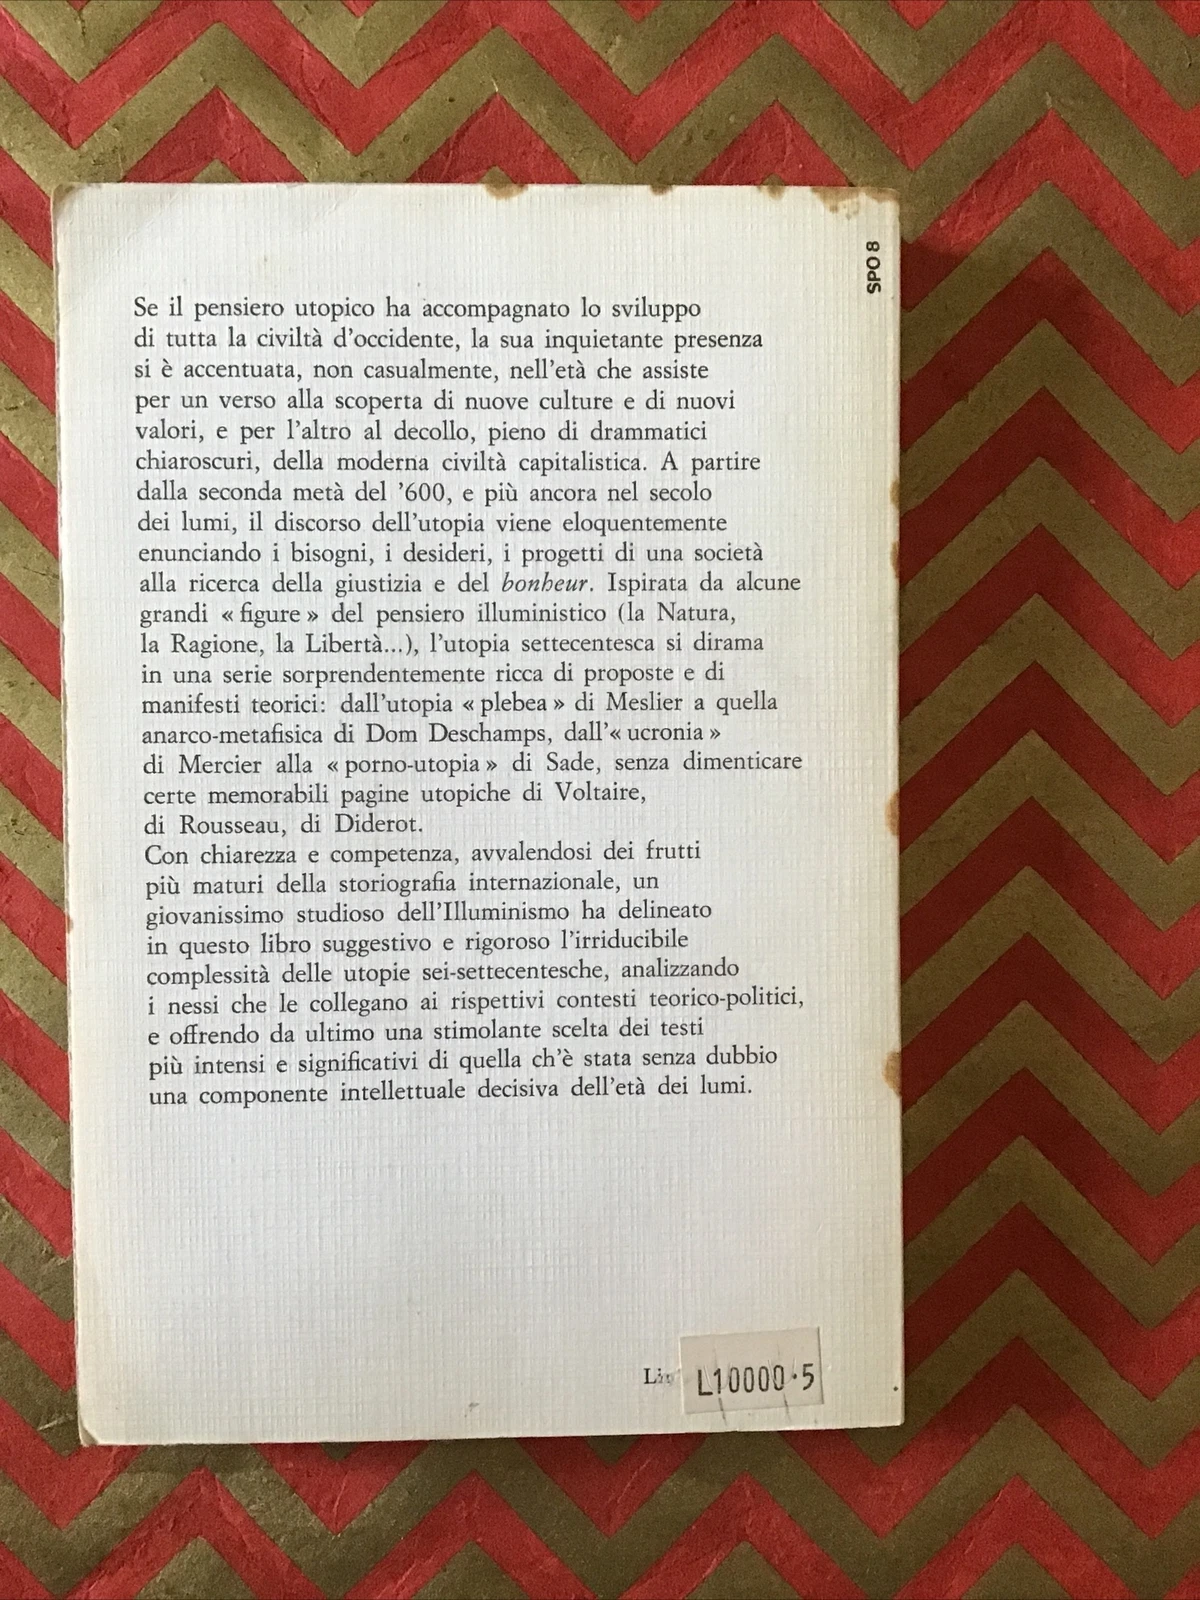 SPO 8
Se il pensiero utopico ha accompagnato lo sviluppo
di tutta la civiltà d'occidente, la sua inquietante presenza
si è accentuata, non casualmente, nell'età che assiste
per un verso alla scoperta di nuove culture e di nuovi
valori, e per l'altro al decollo, pieno di drammatici
chiaroscuri, della moderna civiltà capitalistica. A partire
dalla seconda metà del '600, e più ancora nel secolo
dei lumi, il discorso dell'utopia viene eloquentemente
enunciando i bisogni, i desideri, i progetti di una società
alla ricerca della giustizia e del bonheur. Ispirata da alcune
grandi « figure » del pensiero illuministico (la Natura,
la Ragione, la Libertà...), l'utopia settecentesca si dirama
in una serie sorprendentemente ricca di proposte e di
manifesti teorici: dall'utopia « plebea » di Meslier a quella
anarco-metafisica di Dom Deschamps, dall'« ucronia »
di Mercier alla « porno-utopia » di Sade, senza dimenticare
certe memorabili pagine utopiche di Voltaire,
di Rousseau, di Diderot.
Con chiarezza e competenza, avvalendosi dei frutti
più maturi della storiografia internazionale, un
giovanissimo studioso dell'Illuminismo ha delineato
in questo libro suggestivo e rigoroso l'irriducibile
complessità delle utopie sei-settecentesche, analizzando
i nessi che le collegano ai rispettivi contesti teorico-politici,
e offrendo da ultimo una stimolante scelta dei testi
più intensi e significativi di quella ch'è stata senza dubbio
una componente intellettuale decisiva dell'età dei lumi.
L10000·5